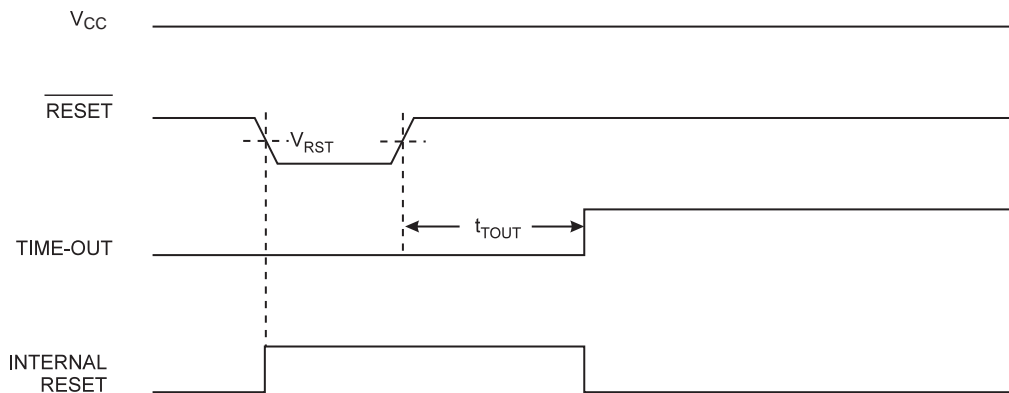 VCC
RESET
VRST
tTOUT
TIME-OUT
INTERNAL
RESET